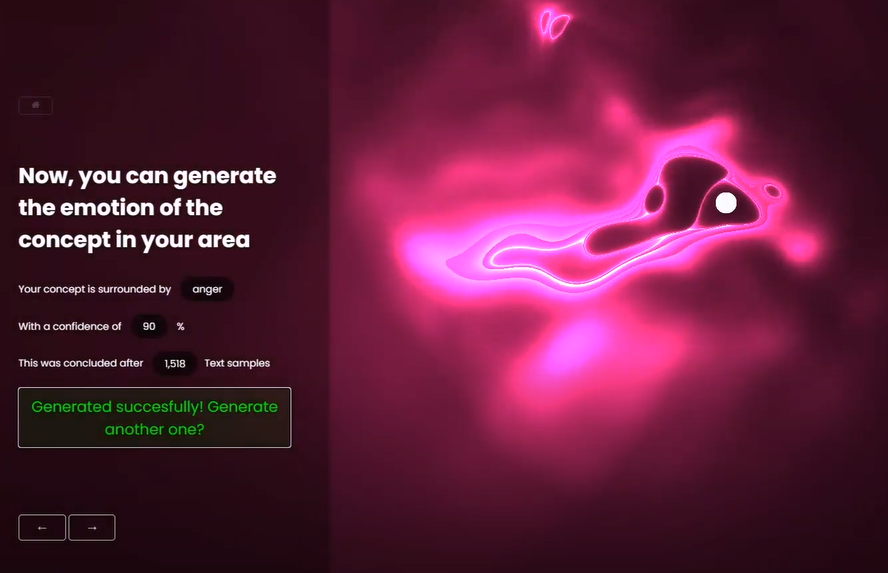 Now, you can generate
the emotion of the
concept in your area
Your concept is surrounded by anger
With a confidence of 90 %
This was concluded after 1,518 Text samples
Generated succesfully! Generate
another one?
← →